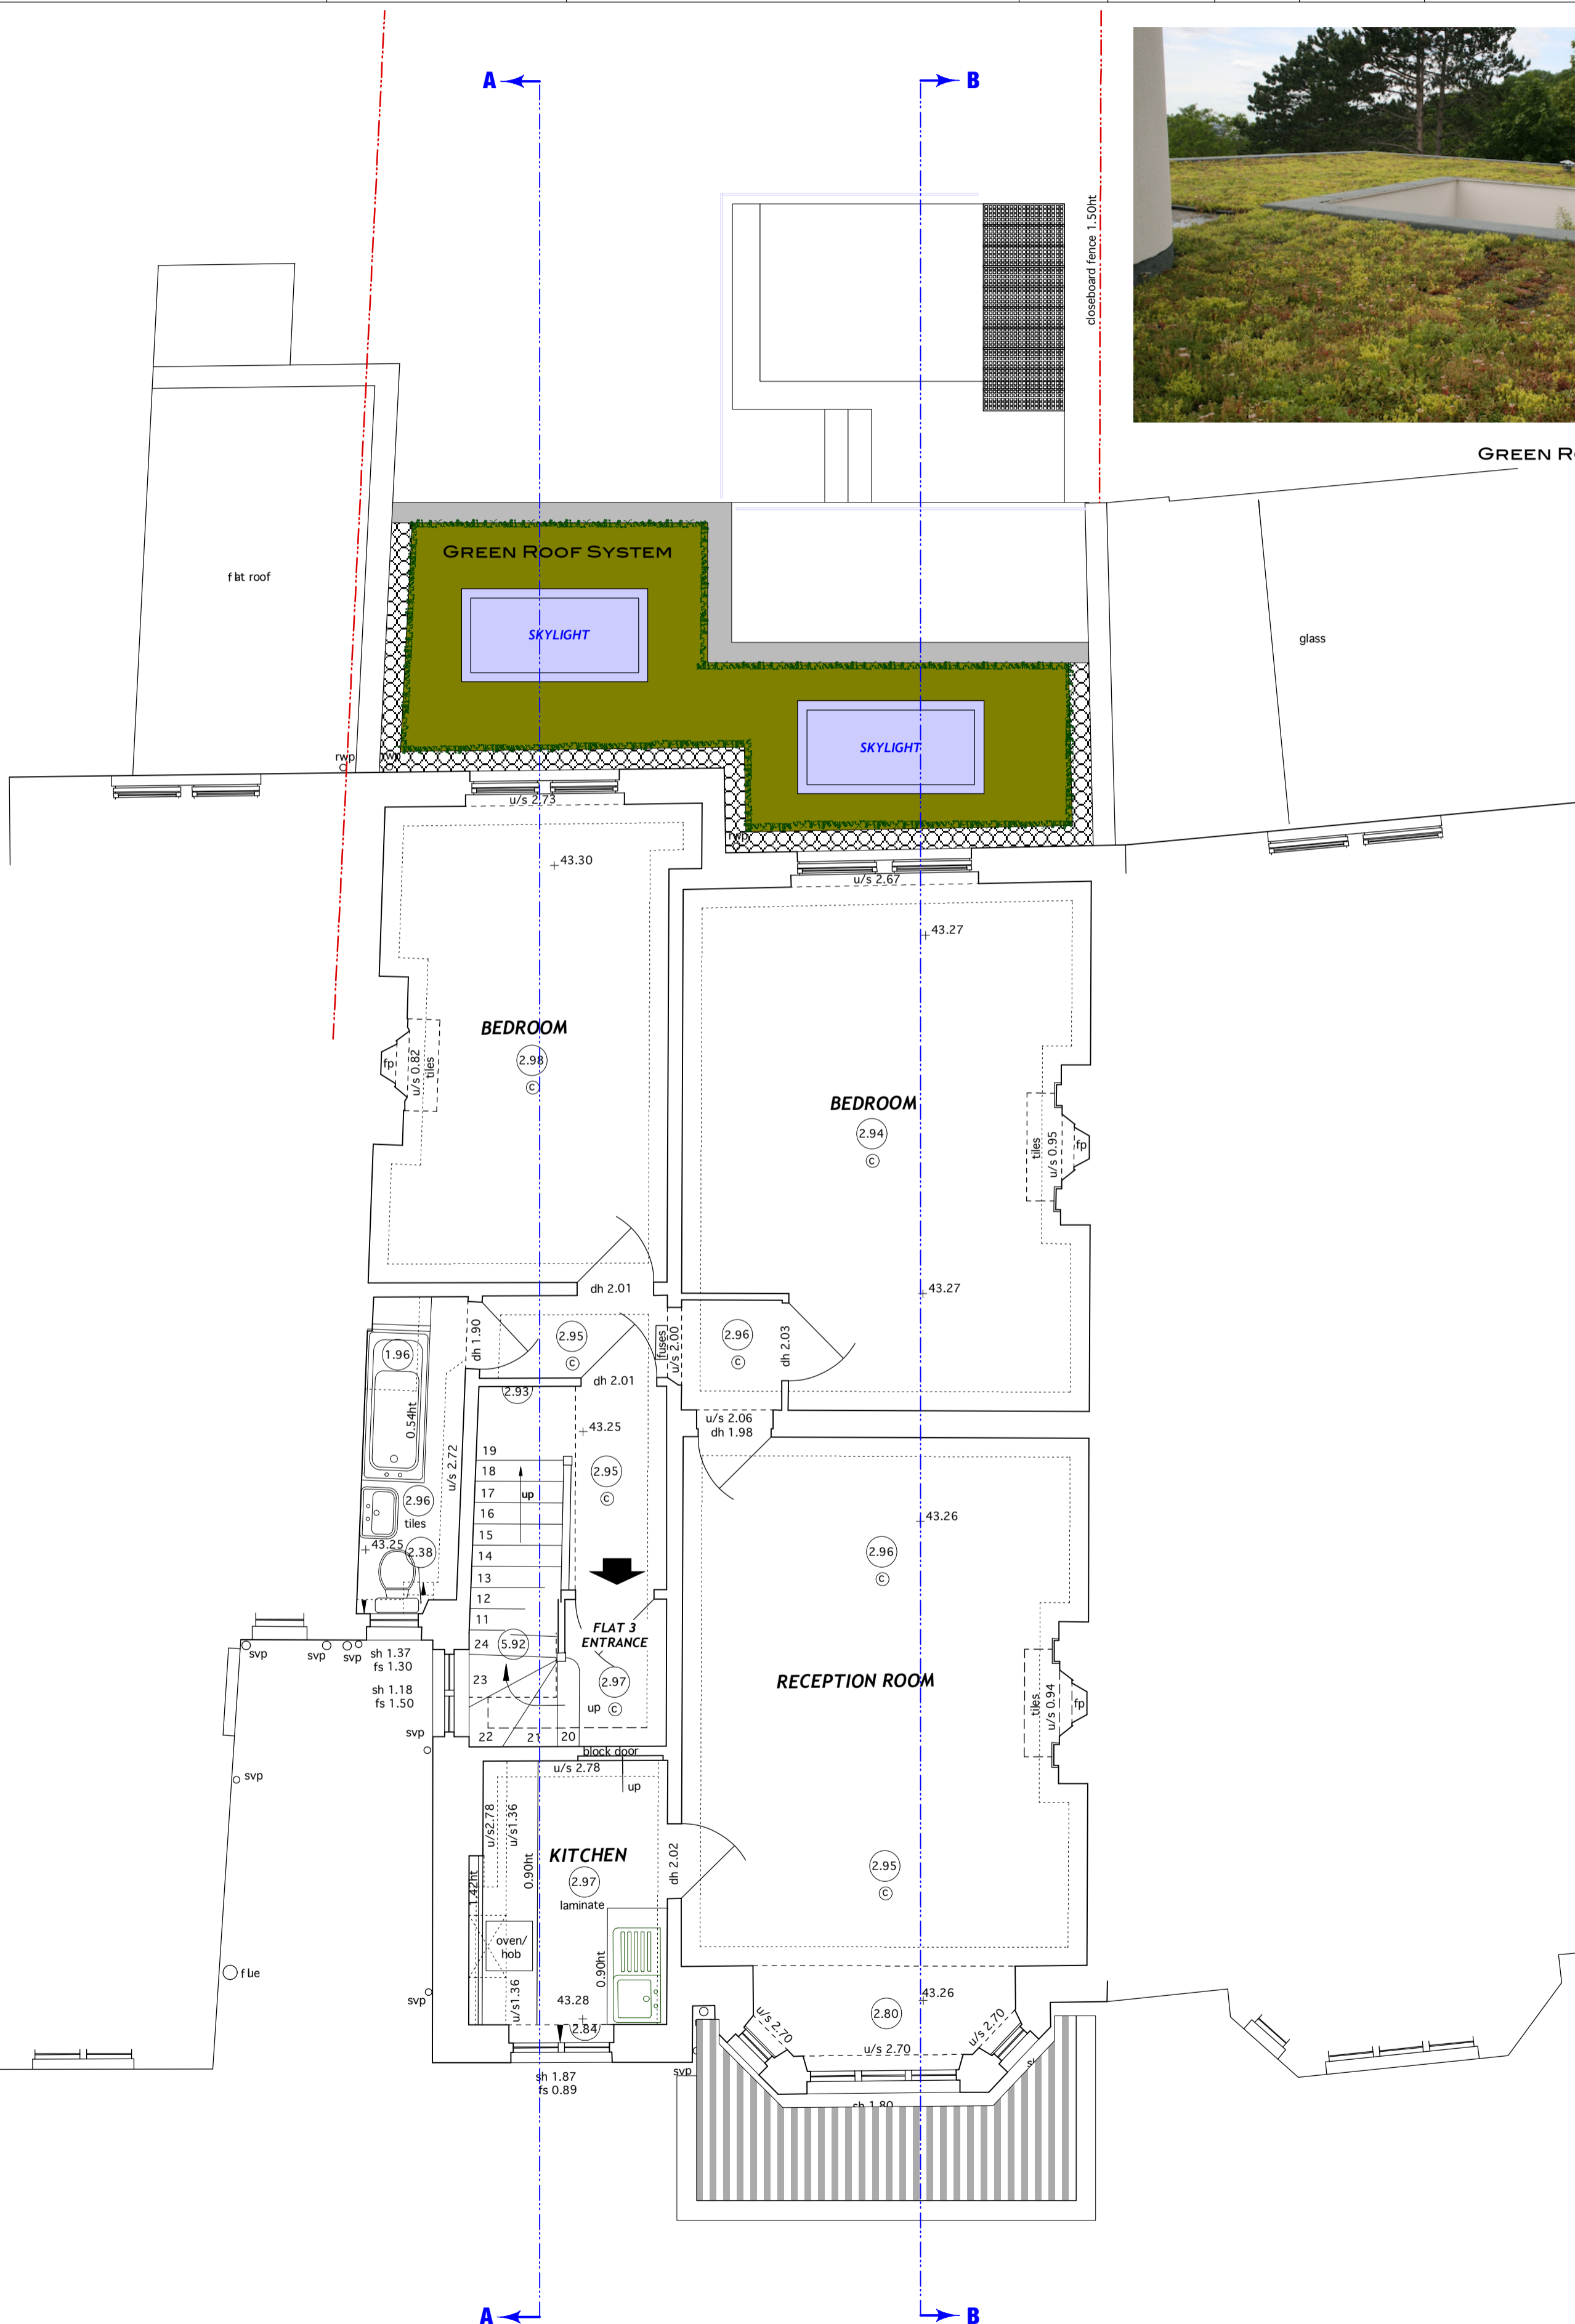 A
B
closeboard fence 1.50ht
GREEN ROOF SYSTEM
flat roof
SKYLIGHT
glass
SKYLIGHT
rwp
rwp
rwp
u/s 2.73
43.30
u/s 2.67
43.27
BEDROOM
2.98
c
fp
u/s 0.82
tiles
BEDROOM
2.94
c
tiles
u/s 0.95
fp
43.27
dh 2.01
dh 1.90
2.95
c
fuses
u/s 2.00
2.96
c
dh 2.03
1.96
2.93
dh 2.01
0.54ht
43.25
u/s 2.06
dh 1.98
u/s 2.72
19
18
17
16
15
14
13
12
11
24
23
22
21
20
up
2.95
c
2.96
tiles
43.25
2.38
43.26
2.96
c
5.92
FLAT 3
ENTRANCE
2.97
c
up
svp
svp
svp
sh 1.37
fs 1.30
sh 1.18
fs 1.50
svp
svp
RECEPTION ROOM
tiles
u/s 0.94
fp
block door
u/s 2.78
up
u/s2.78
u/s1.36
KITCHEN
2.97
laminate
0.90ht
1.42ht
dh 2.02
2.95
c
oven/
hob
0.90ht
u/s1.36
43.28
2.84
flue
svp
43.26
2.80
u/s 2.70
u/s 2.70
u/s 2.70
svp
sh 1.87
fs 0.89
sh 1.80
A
B